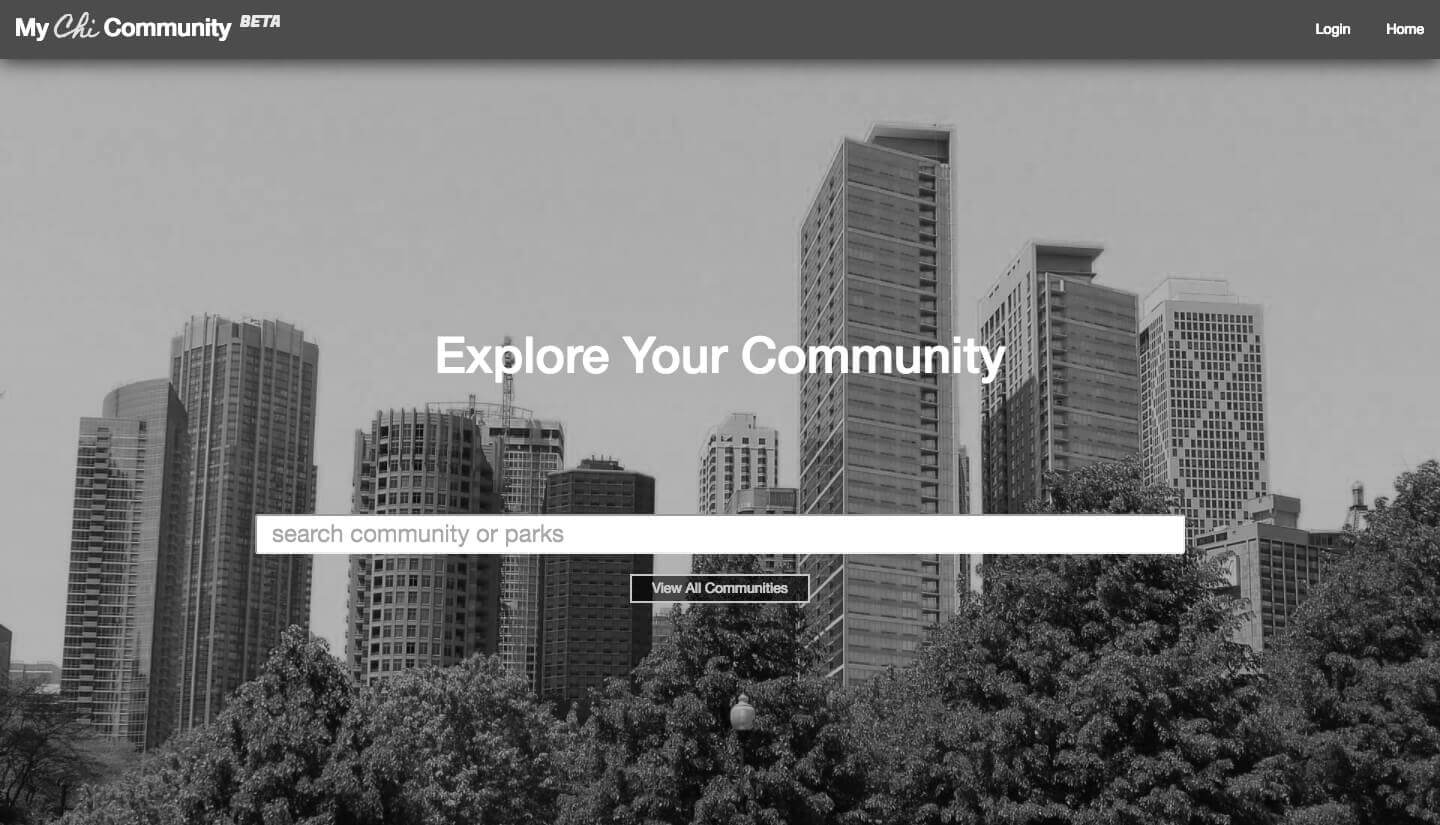 My Chi Community BETA
Login
Home
Explore Your Community
search community or parks
View All Communities